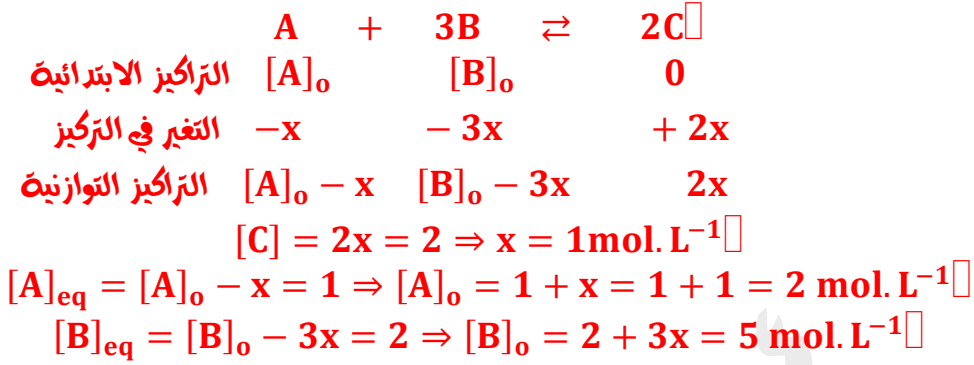 A + 3B ⇄ 2C
التراكيز الابتدائية [A]ₒ [B]ₒ 0
التغير في التركيز −x − 3x + 2x
التراكيز التوازنية [A]ₒ − x [B]ₒ − 3x 2x
[C] = 2x = 2 ⇒ x = 1mol. L⁻¹
[A]eq = [A]ₒ − x = 1 ⇒ [A]ₒ = 1 + x = 1 + 1 = 2 mol. L⁻¹
[B]eq = [B]ₒ − 3x = 2 ⇒ [B]ₒ = 2 + 3x = 5 mol. L⁻¹